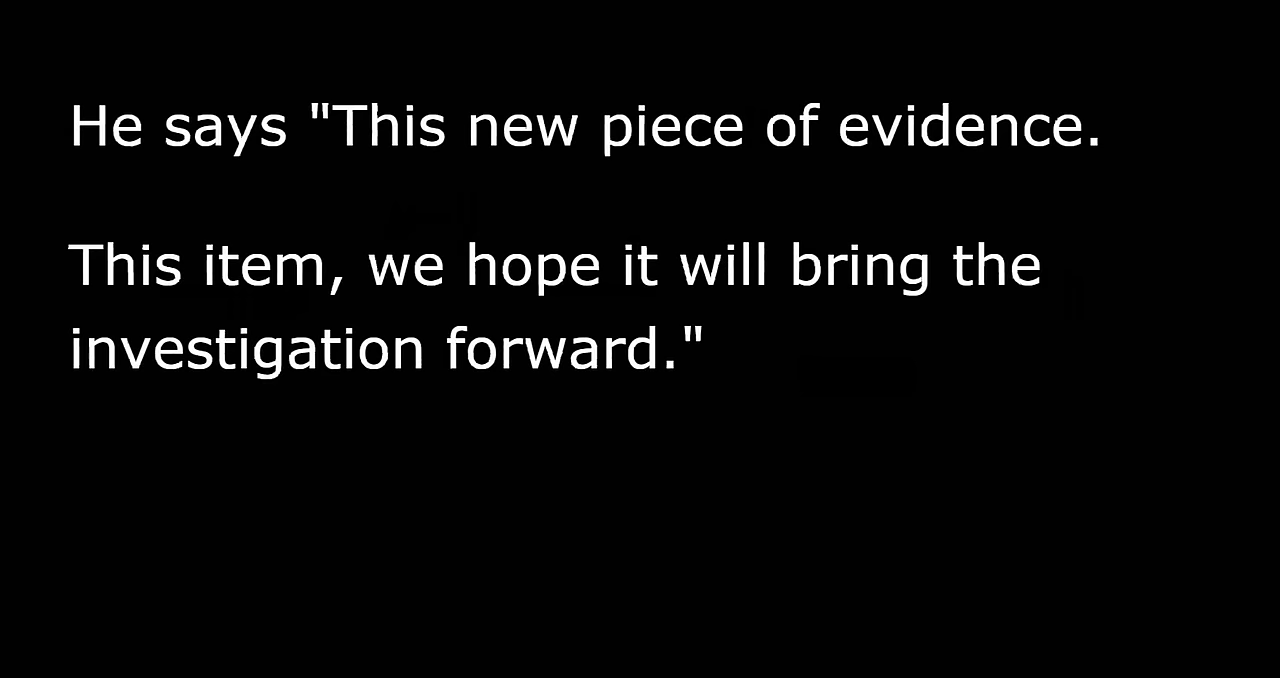 He says "This new piece of evidence.
This item, we hope it will bring the
investigation forward."